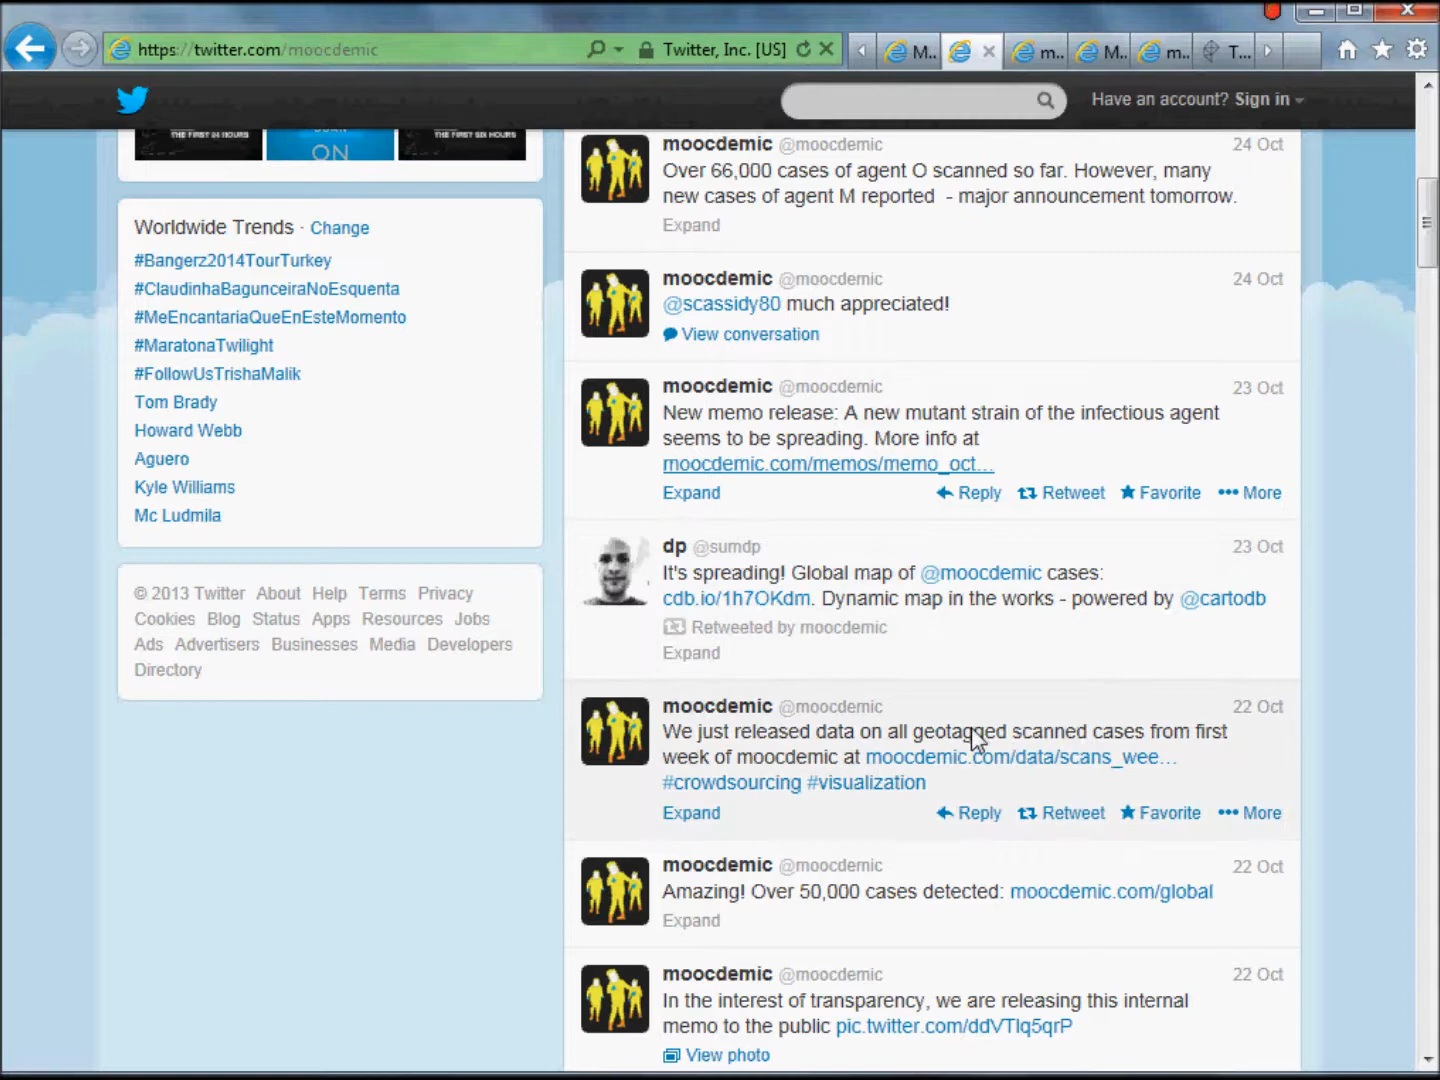 https://twitter.com/moocdemic
Twitter, Inc. [US]
M..
m..
M..
m..
T...
Have an account? Sign in
THE FIRST 24 HOURS
ON
THE FIRST SIX HOURS
Worldwide Trends · Change
#Bangerz2014TourTurkey
#ClaudinhaBagunceiraNoEsquenta
#MeEncantariaQueEnEsteMomento
#MaratonaTwilight
#FollowUsTrishaMalik
Tom Brady
Howard Webb
Aguero
Kyle Williams
Mc Ludmila
© 2013 Twitter About Help Terms Privacy
Cookies Blog Status Apps Resources Jobs
Ads Advertisers Businesses Media Developers
Directory
moocdemic @moocdemic 24 Oct
Over 66,000 cases of agent O scanned so far. However, many
new cases of agent M reported - major announcement tomorrow.
Expand
moocdemic @moocdemic 24 Oct
@scassidy80 much appreciated!
View conversation
moocdemic @moocdemic 23 Oct
New memo release: A new mutant strain of the infectious agent
seems to be spreading. More info at
moocdemic.com/memos/memo_oct...
Expand Reply Retweet Favorite More
dp @sumdp 23 Oct
It's spreading! Global map of @moocdemic cases:
cdb.io/1h7OKdm. Dynamic map in the works - powered by @cartodb
Retweeted by moocdemic
Expand
moocdemic @moocdemic 22 Oct
We just released data on all geotagged scanned cases from first
week of moocdemic at moocdemic.com/data/scans_wee...
#crowdsourcing #visualization
Expand Reply Retweet Favorite More
moocdemic @moocdemic 22 Oct
Amazing! Over 50,000 cases detected: moocdemic.com/global
Expand
moocdemic @moocdemic 22 Oct
In the interest of transparency, we are releasing this internal
memo to the public pic.twitter.com/ddVTlq5qrP
View photo